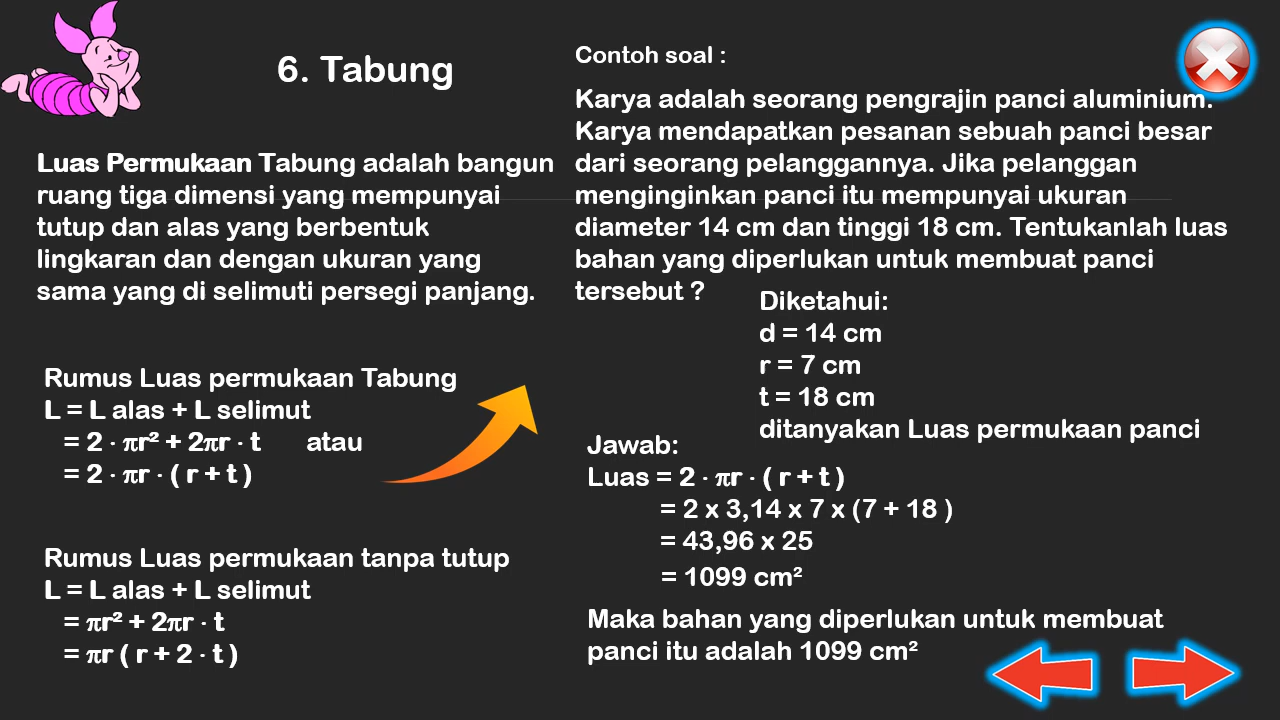 6. Tabung
Luas Permukaan Tabung adalah bangun
ruang tiga dimensi yang mempunyai
tutup dan alas yang berbentuk
lingkaran dan dengan ukuran yang
sama yang di selimuti persegi panjang.
Rumus Luas permukaan Tabung
L = L alas + L selimut
= 2 · πr² + 2πr · t atau
= 2 · πr · ( r + t )
Rumus Luas permukaan tanpa tutup
L = L alas + L selimut
= πr² + 2πr · t
= πr ( r + 2 · t )
Contoh soal :
Karya adalah seorang pengrajin panci aluminium.
Karya mendapatkan pesanan sebuah panci besar
dari seorang pelanggannya. Jika pelanggan
menginginkan panci itu mempunyai ukuran
diameter 14 cm dan tinggi 18 cm. Tentukanlah luas
bahan yang diperlukan untuk membuat panci
tersebut ?
Diketahui:
d = 14 cm
r = 7 cm
t = 18 cm
ditanyakan Luas permukaan panci
Jawab:
Luas = 2 · πr · ( r + t )
= 2 x 3,14 x 7 x (7 + 18 )
= 43,96 x 25
= 1099 cm²
Maka bahan yang diperlukan untuk membuat
panci itu adalah 1099 cm²